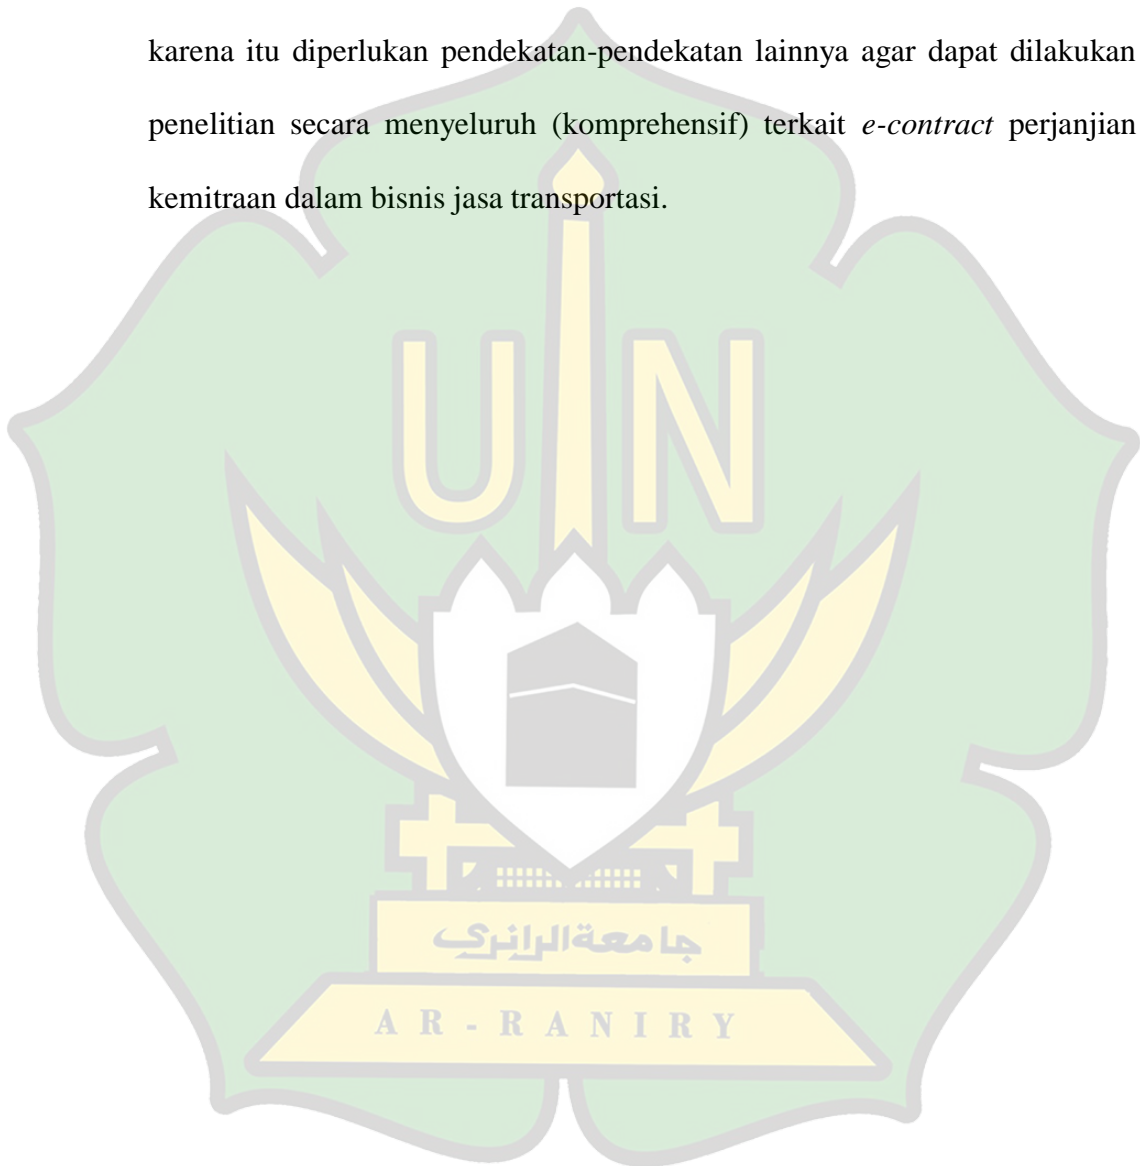 karena itu diperlukan pendekatan-pendekatan lainnya agar dapat dilakukan
penelitian secara menyeluruh (komprehensif) terkait e-contract perjanjian
kemitraan dalam bisnis jasa transportasi.
UIN
جامعة الرانري
AR-RANIRY